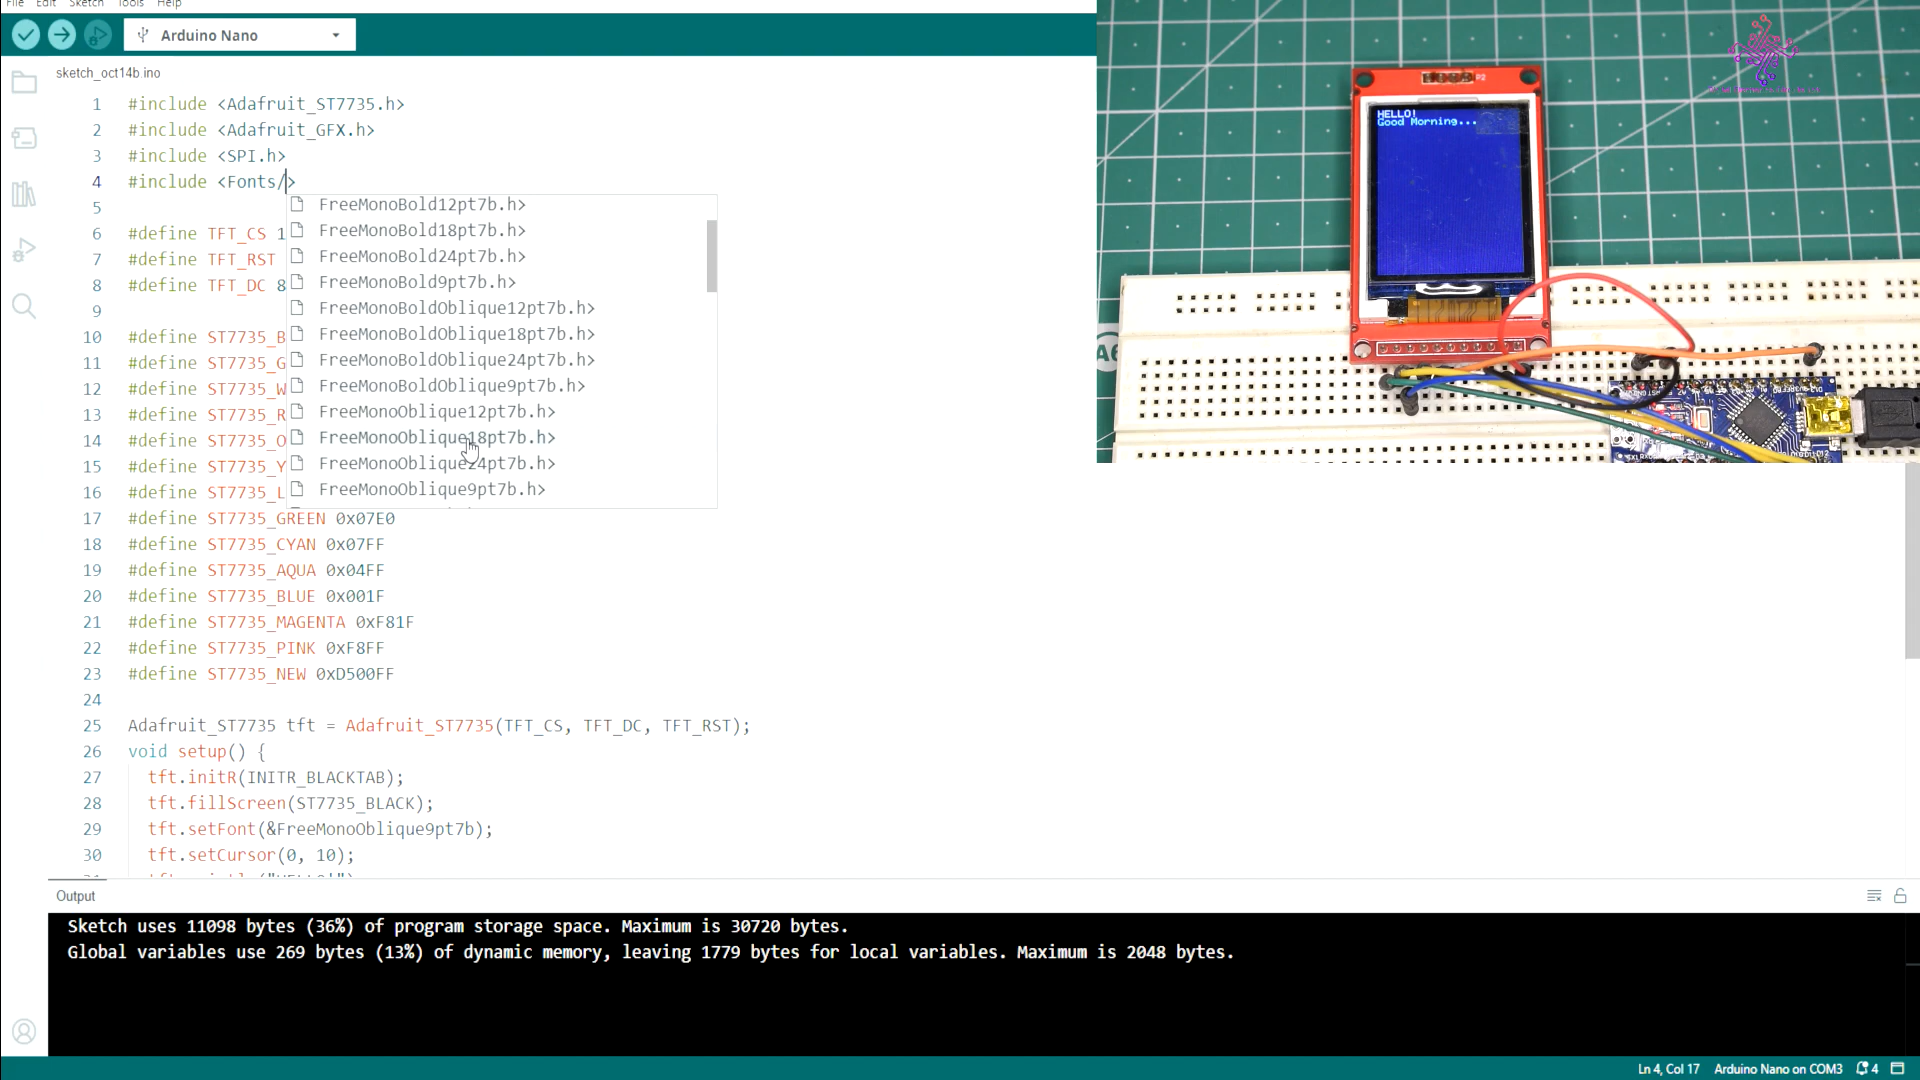 File Edit Sketch Tools Help
Arduino Nano
sketch_oct14b.ino
1 #include <Adafruit_ST7735.h>
2 #include <Adafruit_GFX.h>
3 #include <SPI.h>
4 #include <Fonts/>
5
6 #define TFT_CS 1
7 #define TFT_RST
8 #define TFT_DC 8
9
10 #define ST7735_B
11 #define ST7735_G
12 #define ST7735_W
13 #define ST7735_R
14 #define ST7735_O
15 #define ST7735_Y
16 #define ST7735_L
17 #define ST7735_GREEN 0x07E0
18 #define ST7735_CYAN 0x07FF
19 #define ST7735_AQUA 0x04FF
20 #define ST7735_BLUE 0x001F
21 #define ST7735_MAGENTA 0xF81F
22 #define ST7735_PINK 0xF8FF
23 #define ST7735_NEW 0xD500FF
24
25 Adafruit_ST7735 tft = Adafruit_ST7735(TFT_CS, TFT_DC, TFT_RST);
26 void setup() {
27 tft.initR(INITR_BLACKTAB);
28 tft.fillScreen(ST7735_BLACK);
29 tft.setFont(&FreeMonoOblique9pt7b);
30 tft.setCursor(0, 10);
FreeMonoBold12pt7b.h>
FreeMonoBold18pt7b.h>
FreeMonoBold24pt7b.h>
FreeMonoBold9pt7b.h>
FreeMonoBoldOblique12pt7b.h>
FreeMonoBoldOblique18pt7b.h>
FreeMonoBoldOblique24pt7b.h>
FreeMonoBoldOblique9pt7b.h>
FreeMonoOblique12pt7b.h>
FreeMonoOblique18pt7b.h>
FreeMonoOblique24pt7b.h>
FreeMonoOblique9pt7b.h>
HELLO!
Good Morning...
A6
Output
Sketch uses 11098 bytes (36%) of program storage space. Maximum is 30720 bytes.
Global variables use 269 bytes (13%) of dynamic memory, leaving 1779 bytes for local variables. Maximum is 2048 bytes.
Ln 4, Col 17 Arduino Nano on COM3 4